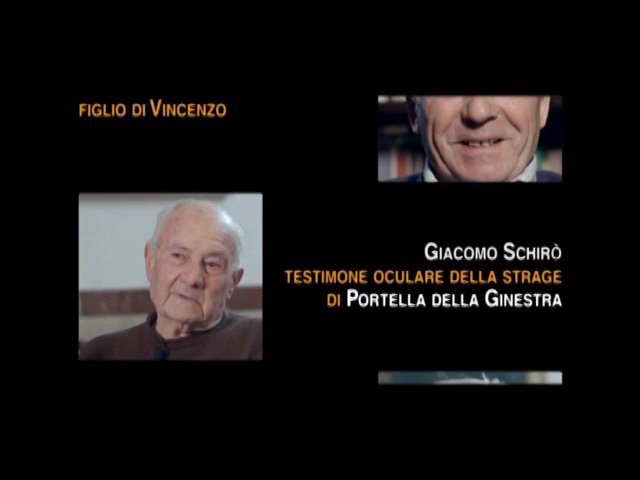 FIGLIO DI VINCENZO
GIACOMO SCHIRÒ
TESTIMONE OCULARE DELLA STRAGE
DI PORTELLA DELLA GINESTRA